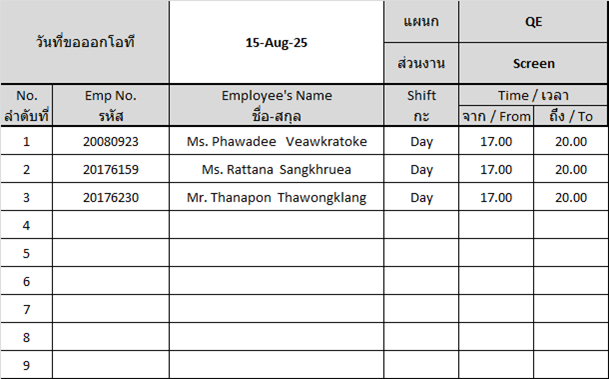 วันที่ขอออกโอที 15-Aug-25 แผนก QE
ส่วนงาน Screen
No. Emp No. Employee's Name Shift Time / เวลา
ลำดับที่ รหัส ชื่อ-สกุล กะ จาก / From ถึง / To
1 20080923 Ms. Phawadee Veawkratoke Day 17.00 20.00
2 20176159 Ms. Rattana Sangkhruea Day 17.00 20.00
3 20176230 Mr. Thanapon Thawongklang Day 17.00 20.00
4
5
6
7
8
9